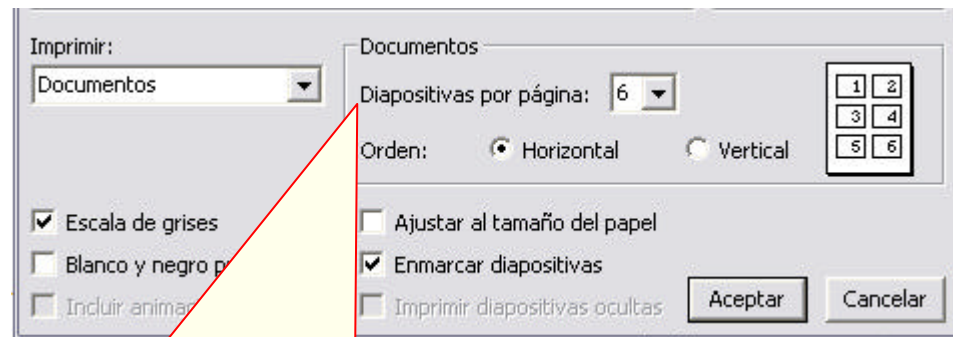 Imprimir:
Documentos
Documentos
Diapositivas por página: 6
Orden: Horizontal Vertical
1 2
3 4
5 6
Escala de grises
Ajustar al tamaño del papel
Blanco y negro
Enmarcar diapositivas
Incluir
Imprimir diapositivas ocultas
Aceptar
Cancelar